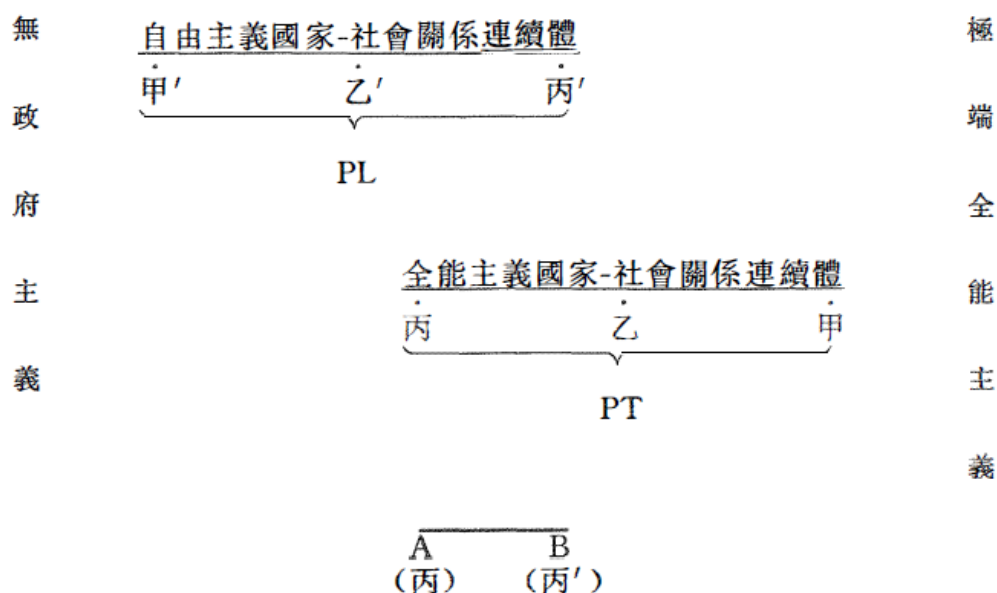 無政府主義
自由主義國家-社會關係連續體
甲′ 乙′ 丙′
PL
全能主義國家-社會關係連續體
丙 乙 甲
PT
A B
（丙） （丙′）
極端全能主義